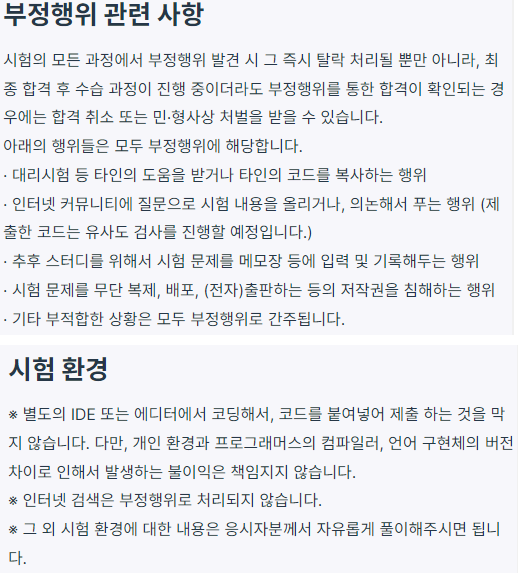 부정행위 관련 사항
시험의 모든 과정에서 부정행위 발견 시 그 즉시 탈락 처리될 뿐만 아니라, 최
종 합격 후 수습 과정이 진행 중이더라도 부정행위를 통한 합격이 확인되는 경
우에는 합격 취소 또는 민·형사상 처벌을 받을 수 있습니다.
아래의 행위들은 모두 부정행위에 해당합니다.
· 대리시험 등 타인의 도움을 받거나 타인의 코드를 복사하는 행위
· 인터넷 커뮤니티에 질문으로 시험 내용을 올리거나, 의논해서 푸는 행위 (제
출한 코드는 유사도 검사를 진행할 예정입니다.)
· 추후 스터디를 위해서 시험 문제를 메모장 등에 입력 및 기록해두는 행위
· 시험 문제를 무단 복제, 배포, (전자)출판하는 등의 저작권을 침해하는 행위
· 기타 부적합한 상황은 모두 부정행위로 간주됩니다.
시험 환경
※ 별도의 IDE 또는 에디터에서 코딩해서, 코드를 붙여넣어 제출 하는 것을 막
지 않습니다. 다만, 개인 환경과 프로그래머스의 컴파일러, 언어 구현체의 버전
차이로 인해서 발생하는 불이익은 책임지지 않습니다.
※ 인터넷 검색은 부정행위로 처리되지 않습니다.
※ 그 외 시험 환경에 대한 내용은 응시자분께서 자유롭게 풀이해주시면 됩니
다.